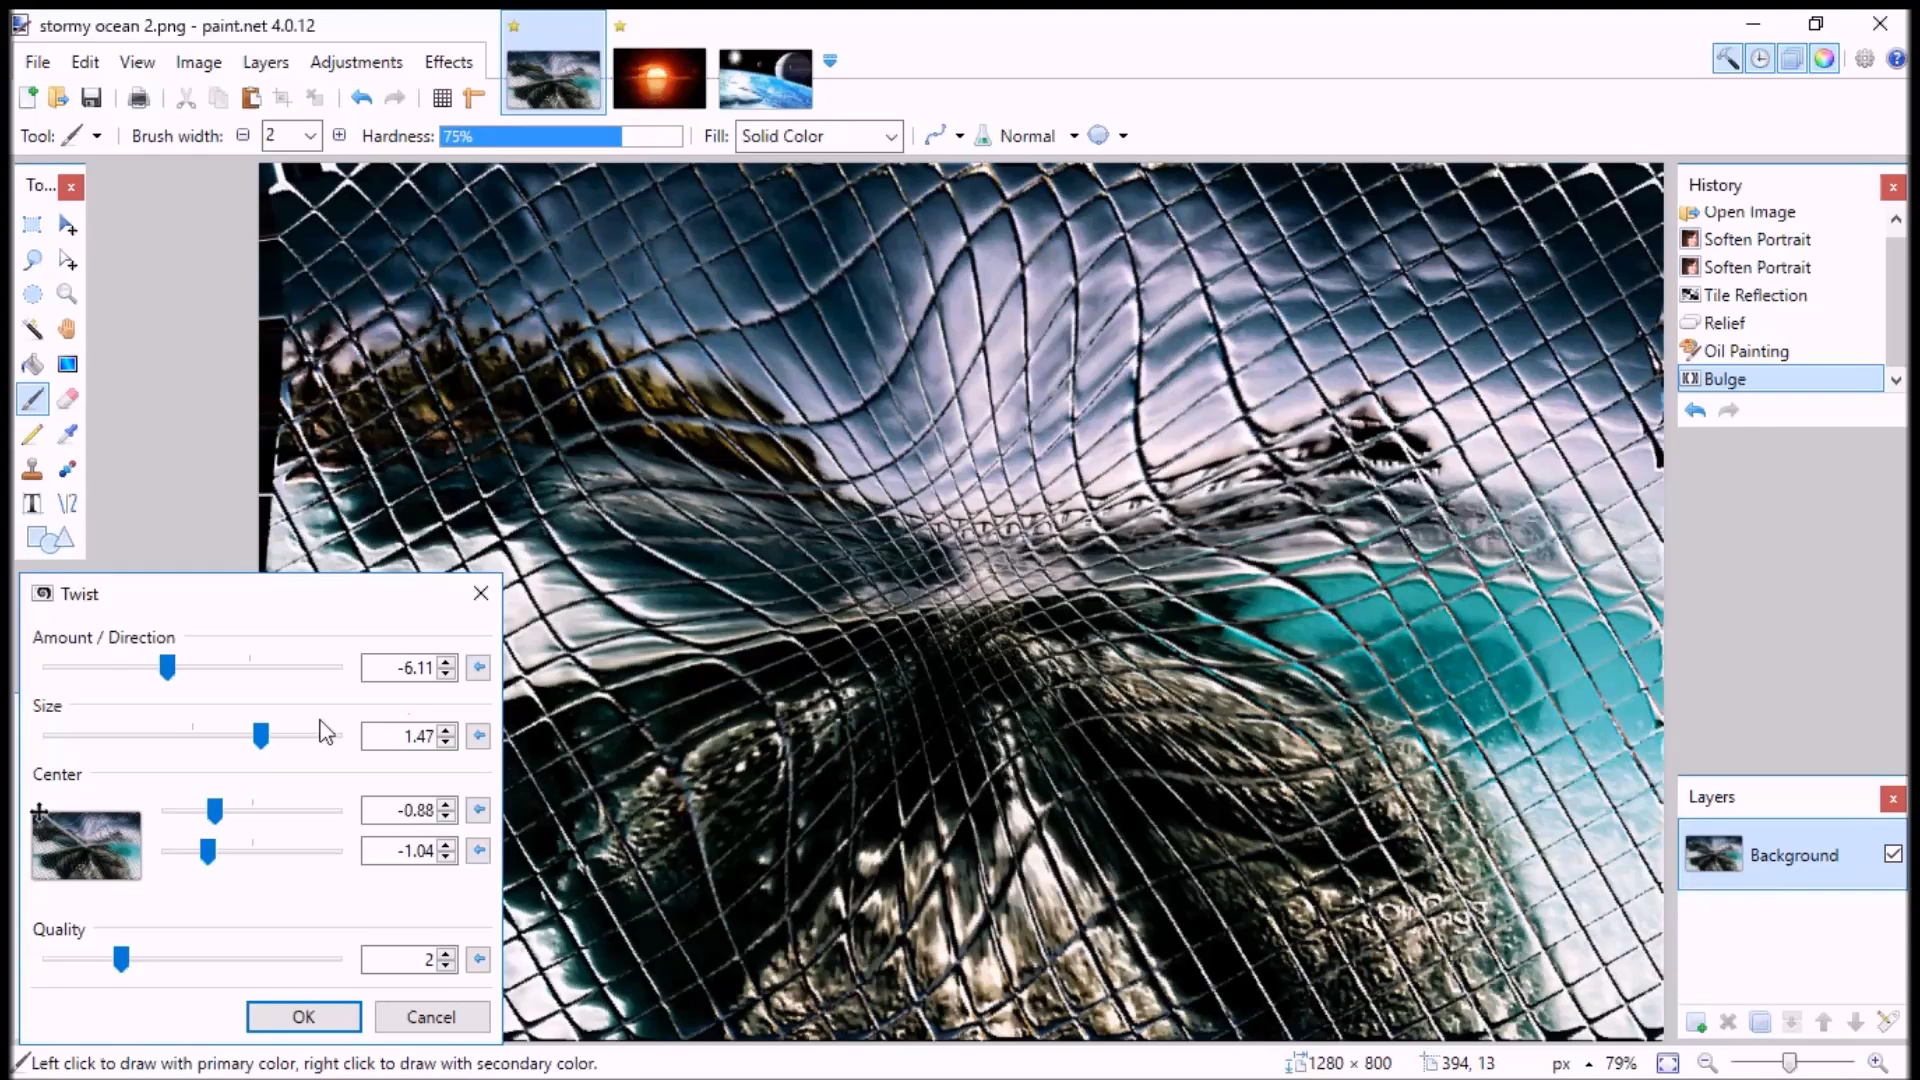 stormy ocean 2.png - paint.net 4.0.12
File Edit View Image Layers Adjustments Effects
Tool: Brush width: 2 Hardness: 75% Fill: Solid Color Normal
To...
History
Open Image
Soften Portrait
Soften Portrait
Tile Reflection
Relief
Oil Painting
Bulge
Twist
Amount / Direction
-6.11
Size
1.47
Center
-0.88
-1.04
Quality
2
OK Cancel
Layers
Background
Left click to draw with primary color, right click to draw with secondary color.
1280 × 800 394, 13 px 79%